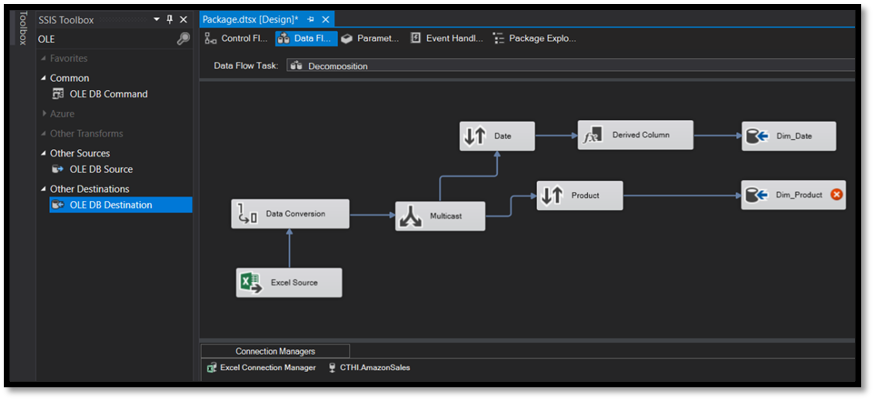 Toolbox
SSIS Toolbox
OLE
Favorites
Common
OLE DB Command
Azure
Other Transforms
Other Sources
OLE DB Source
Other Destinations
OLE DB Destination
Package.dtsx [Design]*
Control Fl...
Data Fl...
Paramet...
Event Handl...
Package Explo...
Data Flow Task: Decomposition
Date
Derived Column
Dim_Date
Product
Dim_Product
Data Conversion
Multicast
Excel Source
Connection Managers
Excel Connection Manager
CTHI.AmazonSales